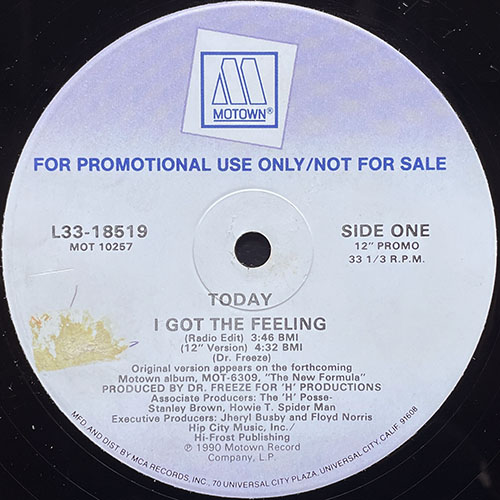 MOTOWN®
FOR PROMOTIONAL USE ONLY/NOT FOR SALE
L33-18519
MOT 10257
SIDE ONE
12" PROMO
33 1/3 R.P.M.
TODAY
I GOT THE FEELING
(Radio Edit) 3:46 BMI
(12" Version) 4:32 BMI
(Dr. Freeze)
Original version appears on the forthcoming
Motown album, MOT-6309, "The New Formula"
PRODUCED BY DR. FREEZE FOR 'H' PRODUCTIONS
Associate Producers: The 'H' Posse-
Stanley Brown, Howie T. Spider Man
Executive Producers: Jheryl Busby and Floyd Norris
Hip City Music, Inc./
Hi-Frost Publishing
℗ 1990 Motown Record
Company, L.P.
MFD AND DIST BY MCA RECORDS, INC., 70 UNIVERSAL CITY PLAZA, UNIVERSAL CITY, CALIF. 91608